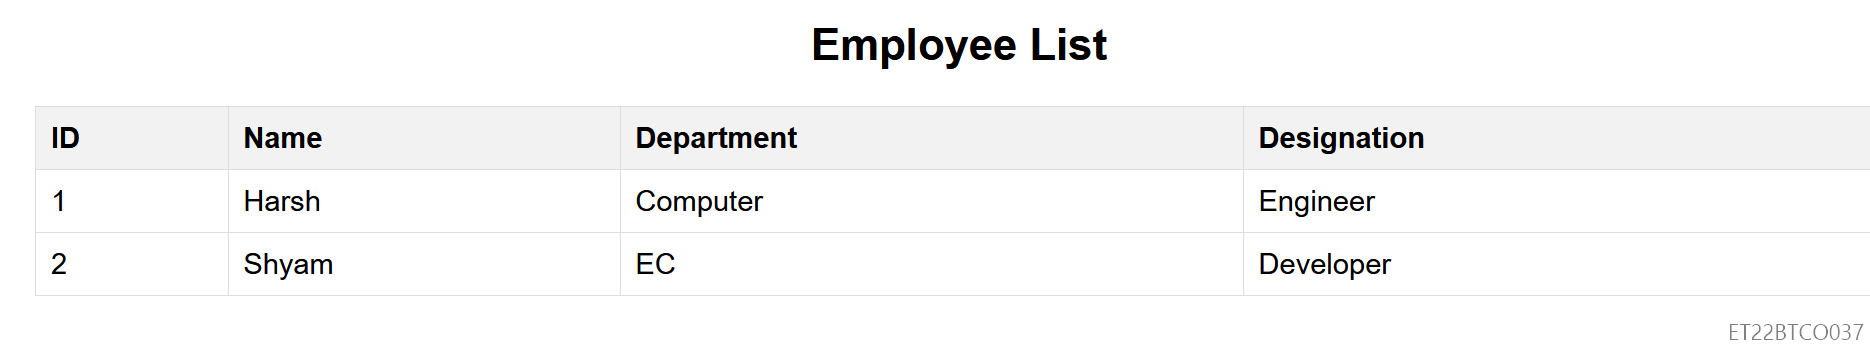 Employee List
ID Name Department Designation
1 Harsh Computer Engineer
2 Shyam EC Developer
ET22BTCO037